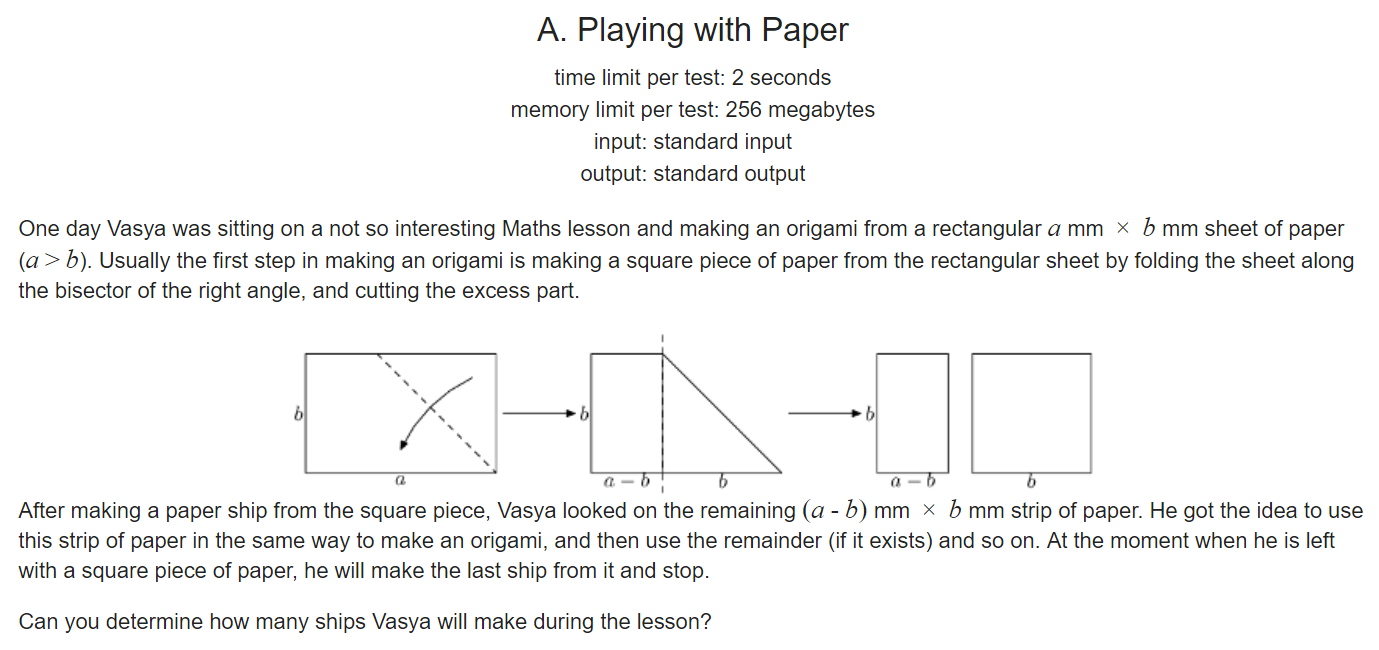 A. Playing with Paper
time limit per test: 2 seconds
memory limit per test: 256 megabytes
input: standard input
output: standard output
One day Vasya was sitting on a not so interesting Maths lesson and making an origami from a rectangular a mm × b mm sheet of paper
(a > b). Usually the first step in making an origami is making a square piece of paper from the rectangular sheet by folding the sheet along
the bisector of the right angle, and cutting the excess part.
b
a
b
a − b
b
b
a − b
b
After making a paper ship from the square piece, Vasya looked on the remaining (a - b) mm × b mm strip of paper. He got the idea to use
this strip of paper in the same way to make an origami, and then use the remainder (if it exists) and so on. At the moment when he is left
with a square piece of paper, he will make the last ship from it and stop.
Can you determine how many ships Vasya will make during the lesson?